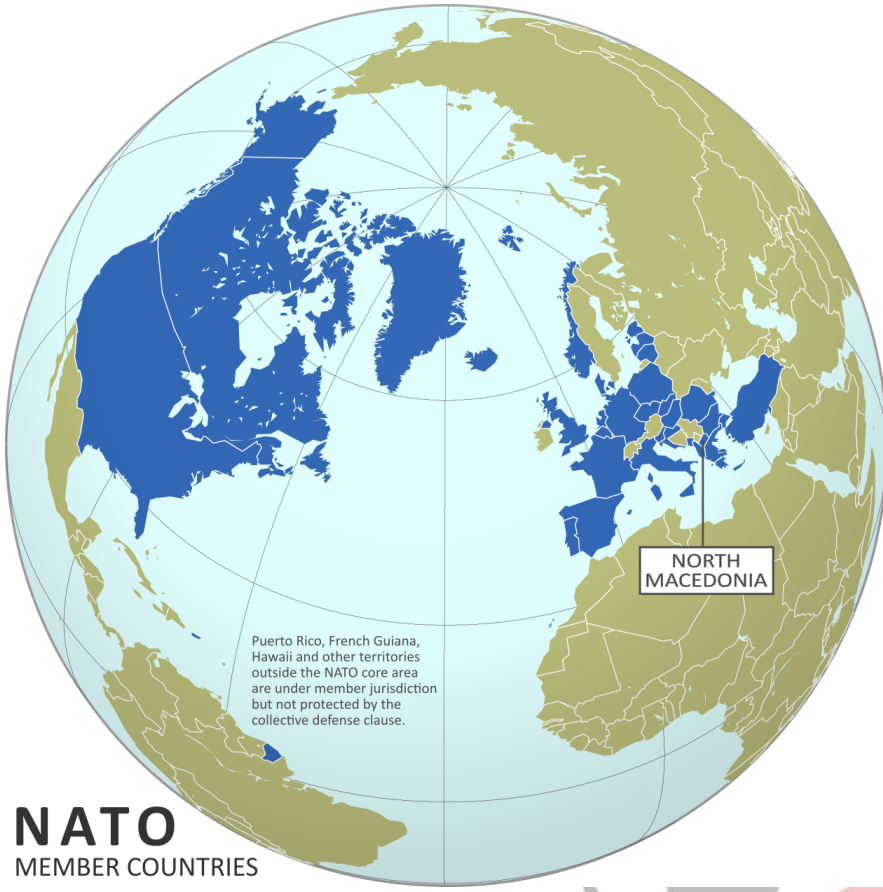 NORTH
MACEDONIA
Puerto Rico, French Guiana,
Hawaii and other territories
outside the NATO core area
are under member jurisdiction
but not protected by the
collective defense clause.
NATO
MEMBER COUNTRIES